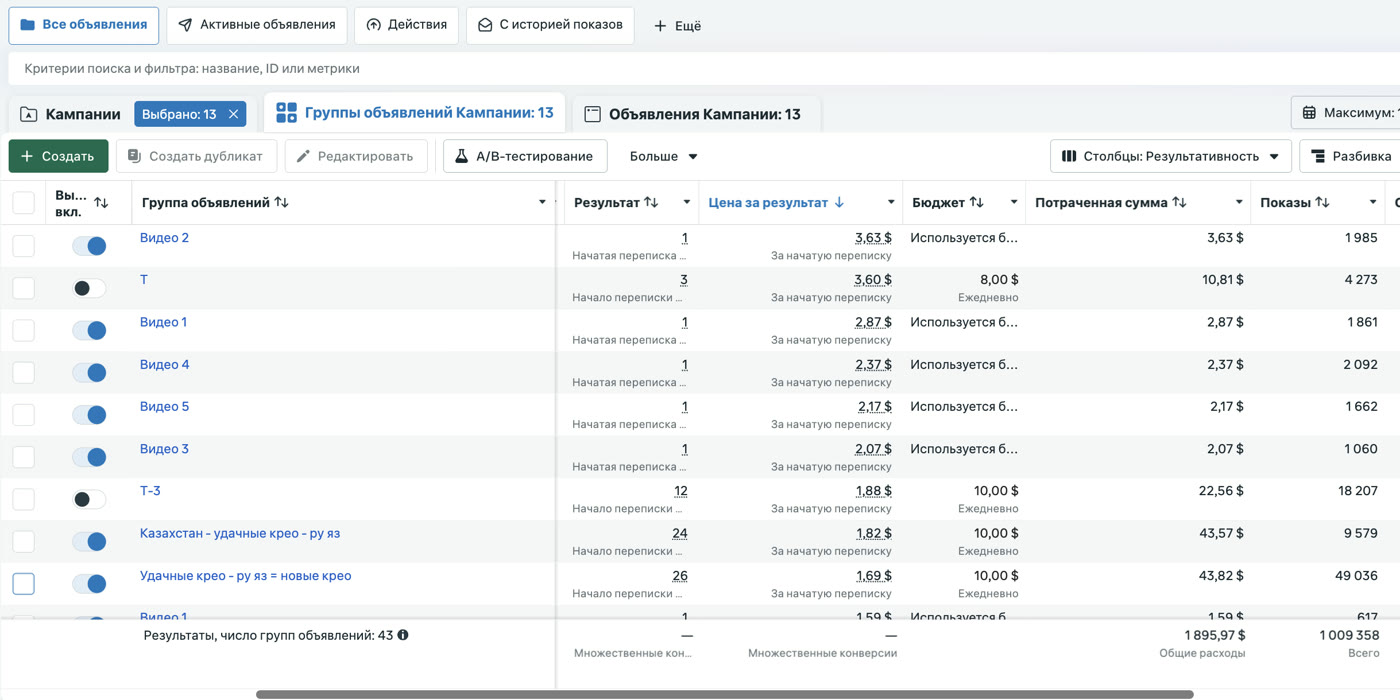 Все объявления Активные объявления Действия С историей показов + Ещё
Критерии поиска и фильтра: название, ID или метрики
Кампании Выбрано: 13 × Группы объявлений Кампании: 13 Объявления Кампании: 13 Максимум:
+ Создать Создать дубликат Редактировать А/В-тестирование Больше Столбцы: Результативность Разбивка
Вы... вкл. Группа объявлений Результат Цена за результат Бюджет Потраченная сумма Показы
Видео 2 1 3,63 $ Используется б... 3,63 $ 1 985
Начатая переписка ... За начатую переписку
Т 3 3,60 $ 8,00 $ 10,81 $ 4 273
Начало переписки ... За начатую переписку Ежедневно
Видео 1 1 2,87 $ Используется б... 2,87 $ 1 861
Начатая переписка ... За начатую переписку
Видео 4 1 2,37 $ Используется б... 2,37 $ 2 092
Начатая переписка ... За начатую переписку
Видео 5 1 2,17 $ Используется б... 2,17 $ 1 662
Начатая переписка ... За начатую переписку
Видео 3 1 2,07 $ Используется б... 2,07 $ 1 060
Начатая переписка ... За начатую переписку
Т-3 12 1,88 $ 10,00 $ 22,56 $ 18 207
Начало переписки ... За начатую переписку Ежедневно
Казахстан - удачные крео - ру яз 24 1,82 $ 10,00 $ 43,57 $ 9 579
Начало переписки ... За начатую переписку Ежедневно
Удачные крео - ру яз = новые крео 26 1,69 $ 10,00 $ 43,82 $ 49 036
Начало переписки ... За начатую переписку Ежедневно
Видео 1 1 1,59 $ Используется б... 1,59 $ 617
Результаты, число групп объявлений: 43 — — 1 895,97 $ 1 009 358
Множественные кон... Множественные конверсии Общие расходы Всего